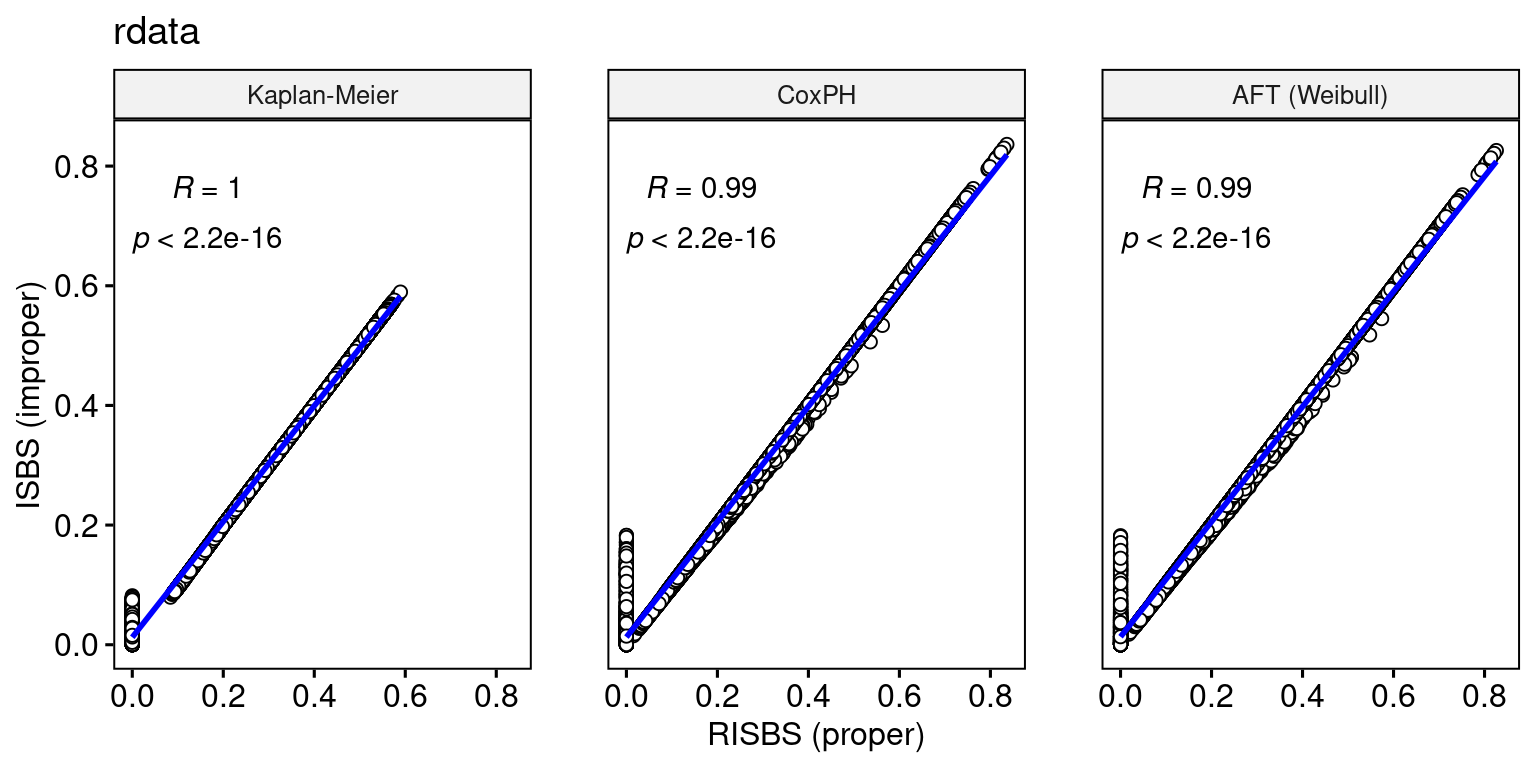 rdata
Kaplan-Meier
CoxPH
AFT (Weibull)
ISBS (improper)
0.8
0.6
0.4
0.2
0.0
R = 1
p < 2.2e-16
R = 0.99
p < 2.2e-16
R = 0.99
p < 2.2e-16
0.0 0.2 0.4 0.6 0.8
0.0 0.2 0.4 0.6 0.8
0.0 0.2 0.4 0.6 0.8
RISBS (proper)